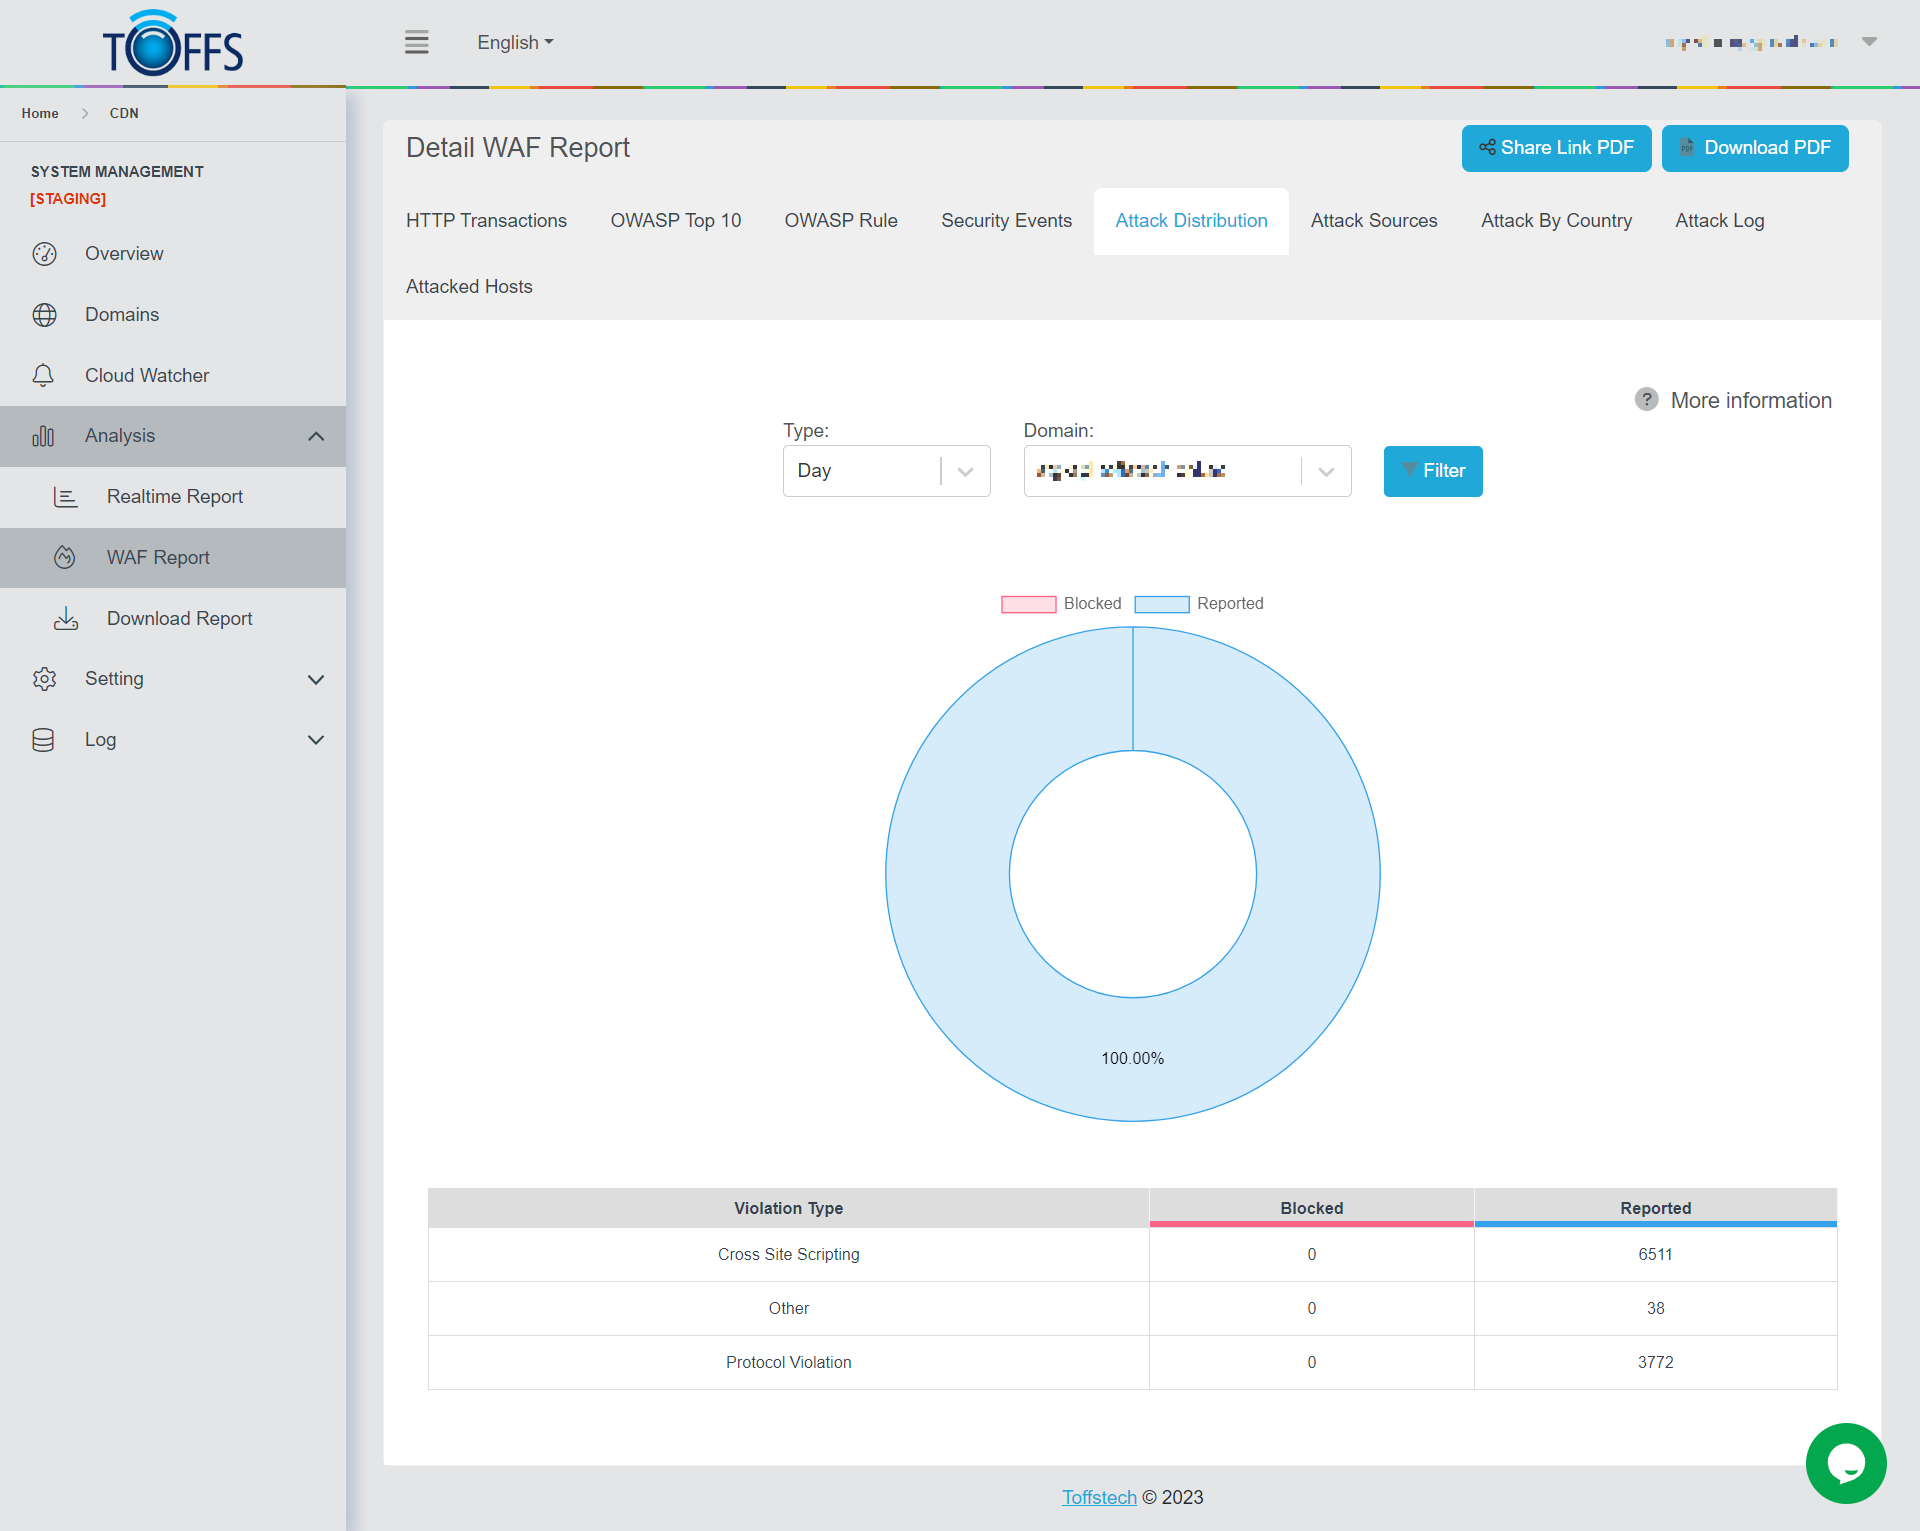 TOFFS
English
Home > CDN
SYSTEM MANAGEMENT
[STAGING]
Overview
Domains
Cloud Watcher
Analysis
Realtime Report
WAF Report
Download Report
Setting
Log
Detail WAF Report
Share Link PDF
PDF Download PDF
HTTP Transactions OWASP Top 10 OWASP Rule Security Events Attack Distribution Attack Sources Attack By Country Attack Log
Attacked Hosts
? More information
Type: Domain:
Day
Filter
Blocked Reported
100.00%
Violation Type Blocked Reported
Cross Site Scripting 0 6511
Other 0 38
Protocol Violation 0 3772
Toffstech © 2023